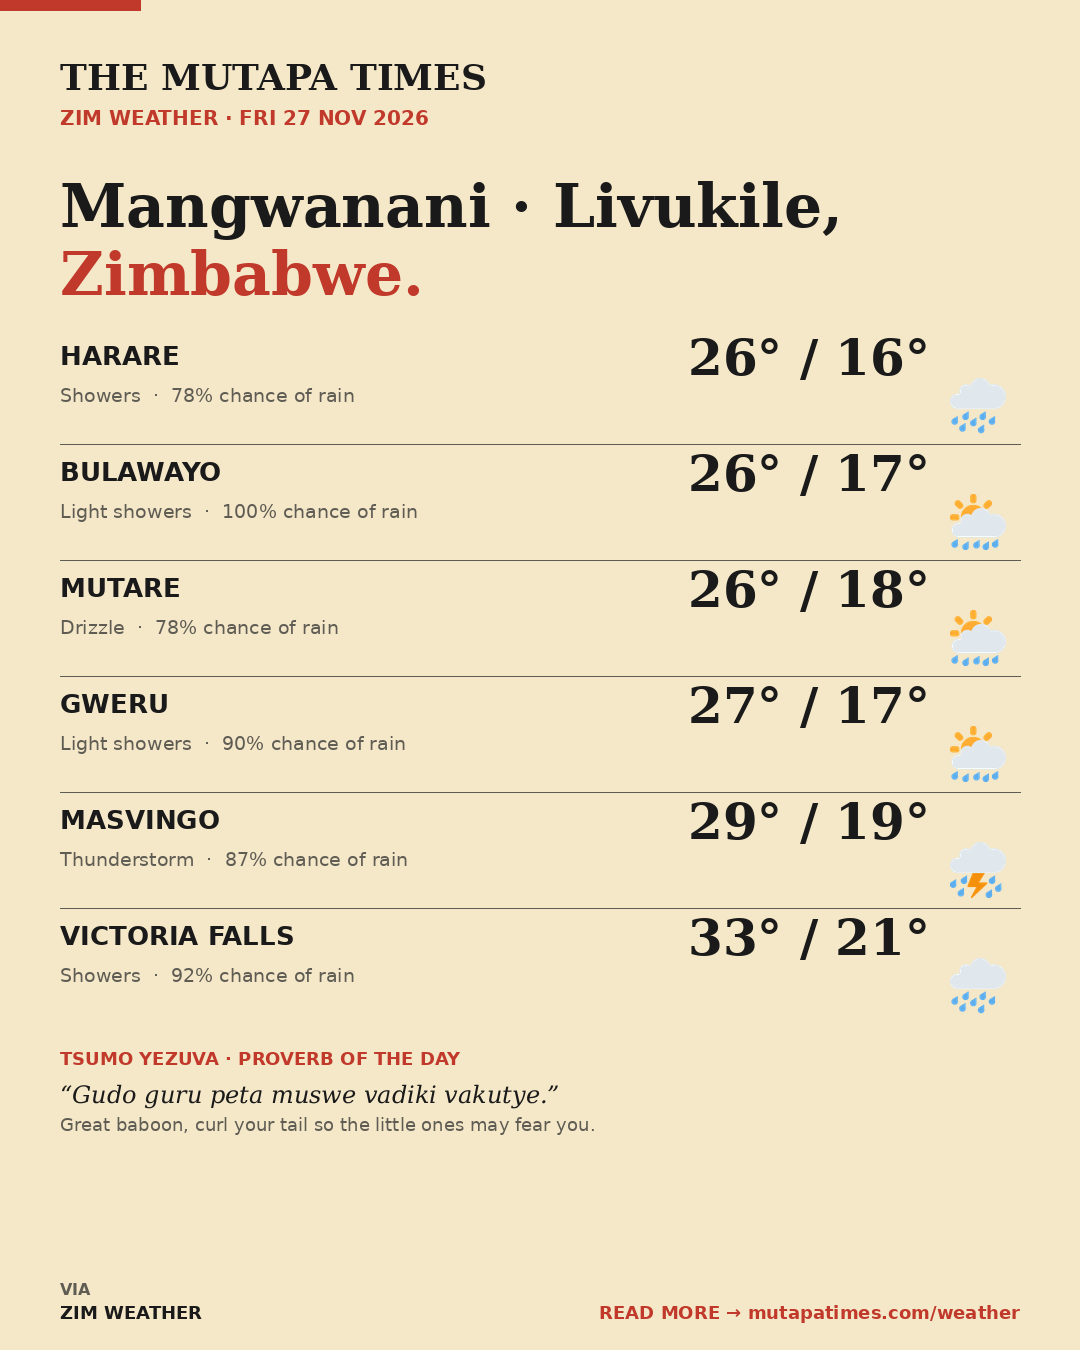 THE MUTAPA TIMES
ZIM WEATHER · FRI 27 NOV 2026
Mangwanani · Livukile,
Zimbabwe.
HARARE
26° / 16°
Showers · 78% chance of rain
BULAWAYO
26° / 17°
Light showers · 100% chance of rain
MUTARE
26° / 18°
Drizzle · 78% chance of rain
GWERU
27° / 17°
Light showers · 90% chance of rain
MASVINGO
29° / 19°
Thunderstorm · 87% chance of rain
VICTORIA FALLS
33° / 21°
Showers · 92% chance of rain
TSUMO YEZUVA · PROVERB OF THE DAY
“Gudo guru peta muswe vadiki vakutye.”
Great baboon, curl your tail so the little ones may fear you.
VIA
ZIM WEATHER
READ MORE → mutapatimes.com/weather